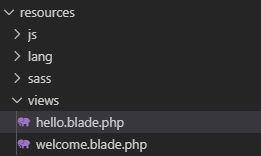 resources
js
lang
sass
views
hello.blade.php
welcome.blade.php